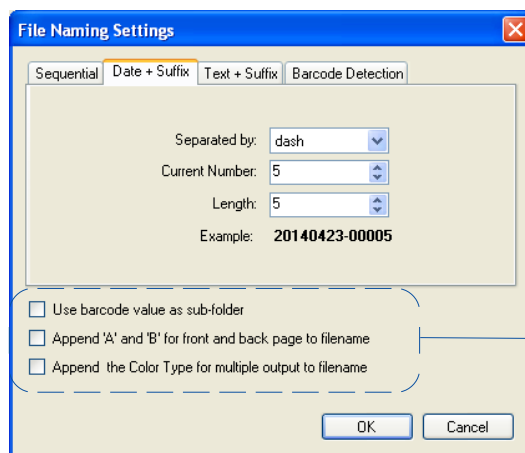 File Naming Settings
Sequential Date + Suffix Text + Suffix Barcode Detection
Separated by: dash
Current Number: 5
Length: 5
Example: 20140423-00005
Use barcode value as sub-folder
Append 'A' and 'B' for front and back page to filename
Append the Color Type for multiple output to filename
OK Cancel